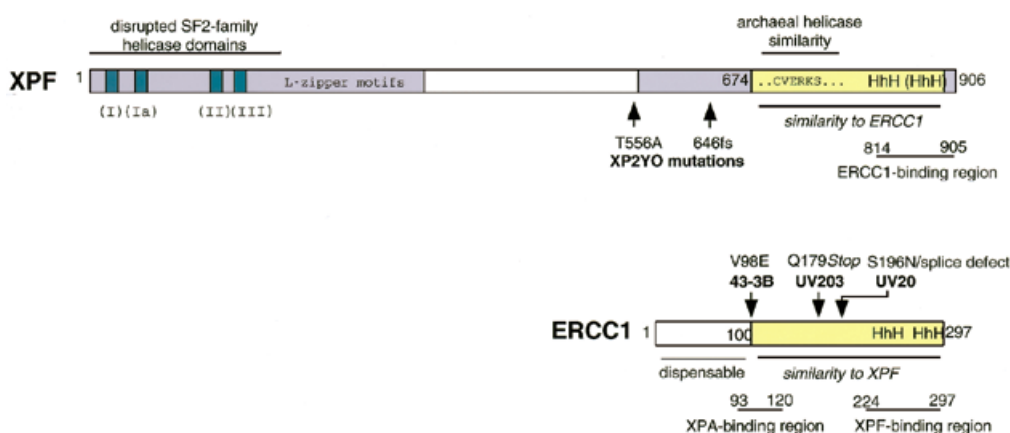 disrupted SF2-family
helicase domains
archaeal helicase
similarity
XPF 1 L-zipper motifs 674 ..CVERKS... HhH (HhH) 906
(I)(Ia) (II)(III)
similarity to ERCC1
T556A 646fs
XP2YO mutations
814 905
ERCC1-binding region
V98E Q179Stop S196N/splice defect
43-3B UV203 UV20
ERCC1 1 100 HhH HhH 297
dispensable similarity to XPF
93 120 224 297
XPA-binding region XPF-binding region